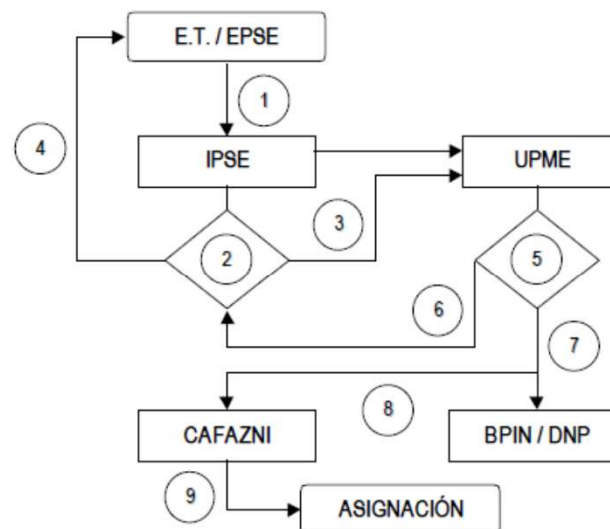 E.T. / EPSE
1
4
IPSE
UPME
3
2
5
6
7
8
CAFAZNI
BPIN / DNP
9
ASIGNACIÓN